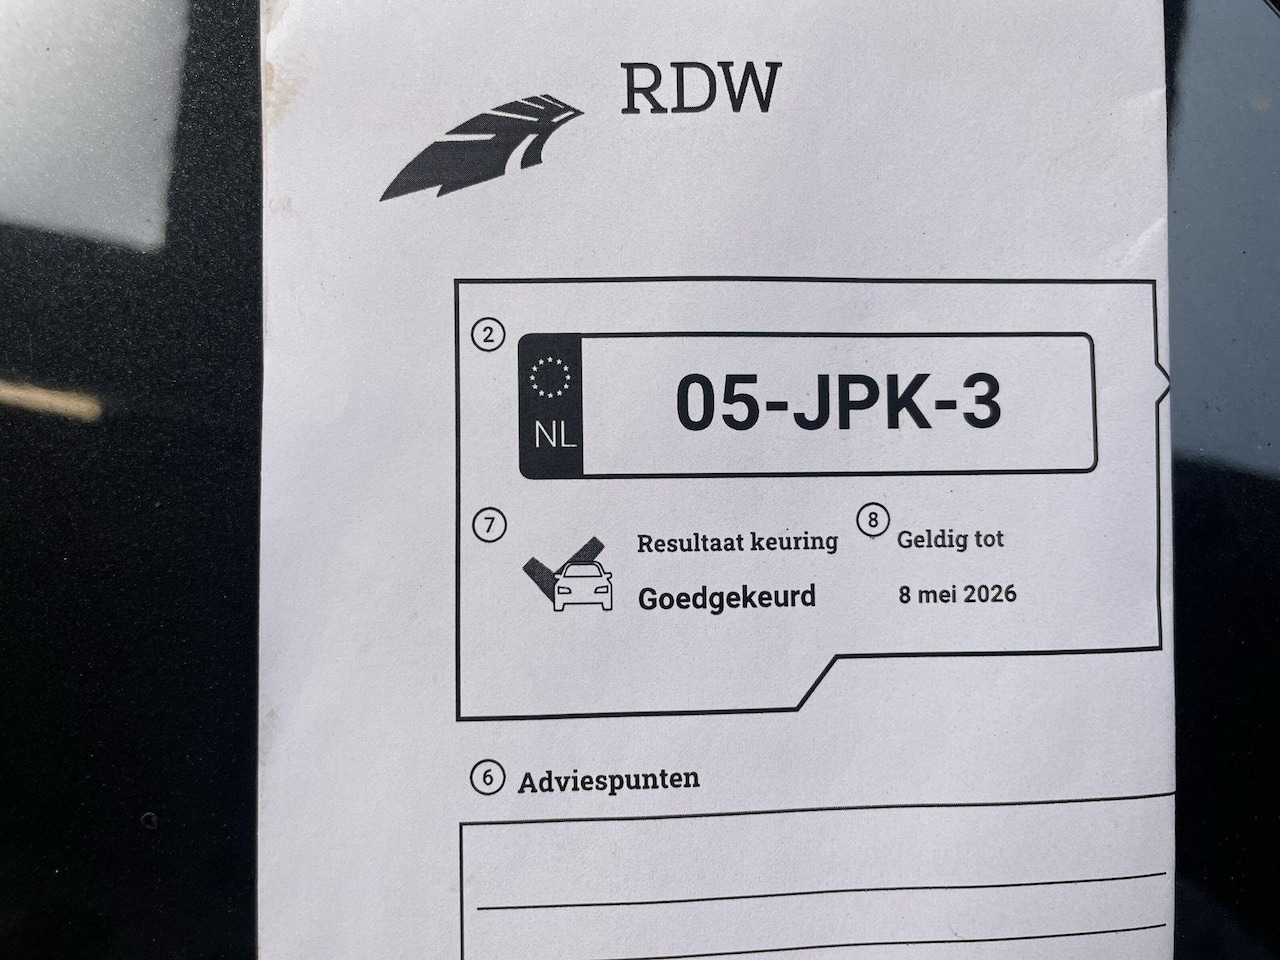 RDW
2
NL
05-JPK-3
7
Resultaat keuring
8
Geldig tot
Goedgekeurd
8 mei 2026
6 Adviespunten